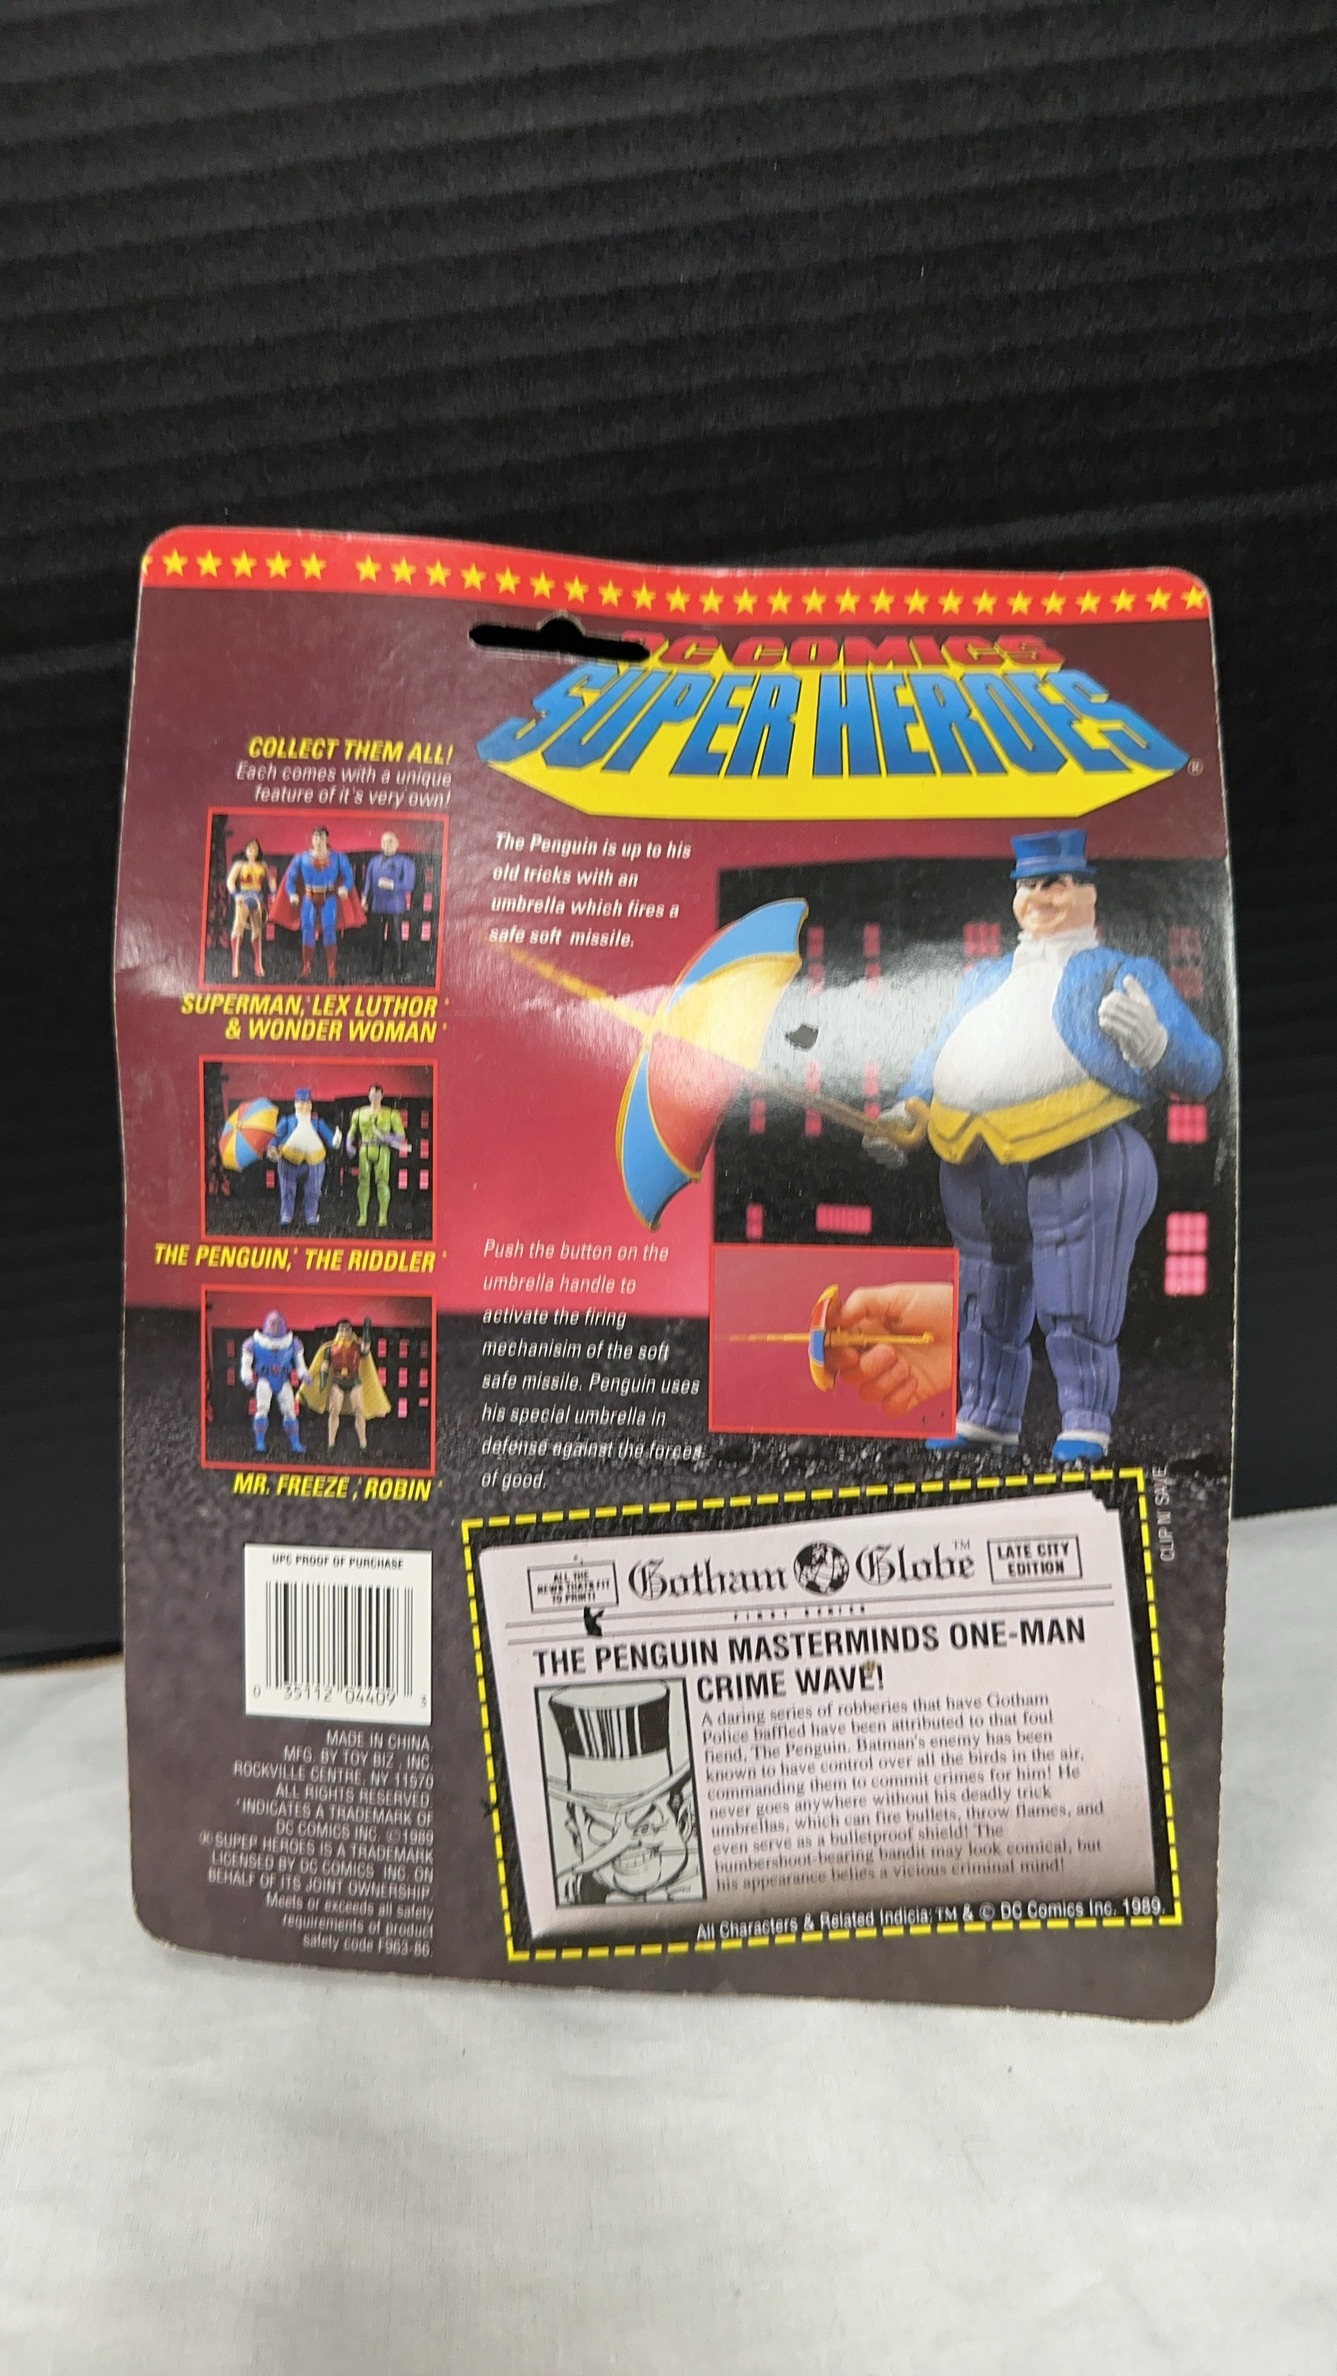 DC COMICS
SUPER HEROES
®
COLLECT THEM ALL!
Each comes with a unique
feature of it's very own!
SUPERMAN,* LEX LUTHOR*
& WONDER WOMAN*
THE PENGUIN,* THE RIDDLER*
MR. FREEZE*, ROBIN*
The Penguin is up to his
old tricks with an
umbrella which fires a
safe soft missile.
Push the button on the
umbrella handle to
activate the firing
mechanisim of the soft
safe missile. Penguin uses
his special umbrella in
defense against the forces
of good.
UPC PROOF OF PURCHASE
0 35112 04409 3
MADE IN CHINA.
MFG. BY TOY BIZ, INC.
ROCKVILLE CENTRE, NY 11570
ALL RIGHTS RESERVED.
*INDICATES A TRADEMARK OF
DC COMICS INC. ©1989
SUPER HEROES IS A TRADEMARK
LICENSED BY DC COMICS INC. ON
BEHALF OF ITS JOINT OWNERSHIP.
Meets or exceeds all safety
requirements of product
safety code F963-86.
CLIP 'N' SAVE
ALL THE
NEWS THAT'S FIT
TO PRINT!
Gotham Globe™
LATE CITY
EDITION
FIRST SERIES
THE PENGUIN MASTERMINDS ONE-MAN
CRIME WAVE!
A daring series of robberies that have Gotham
Police baffled have been attributed to that foul
fiend, The Penguin. Batman's enemy has been
known to have control over all the birds in the air,
commanding them to commit crimes for him! He
never goes anywhere without his deadly trick
umbrellas, which can fire bullets, throw flames, and
even serve as a bulletproof shield! The
bumbershoot-bearing bandit may look comical, but
his appearance belies a vicious criminal mind!
All Characters & Related Indicia: TM & © DC Comics Inc. 1989.